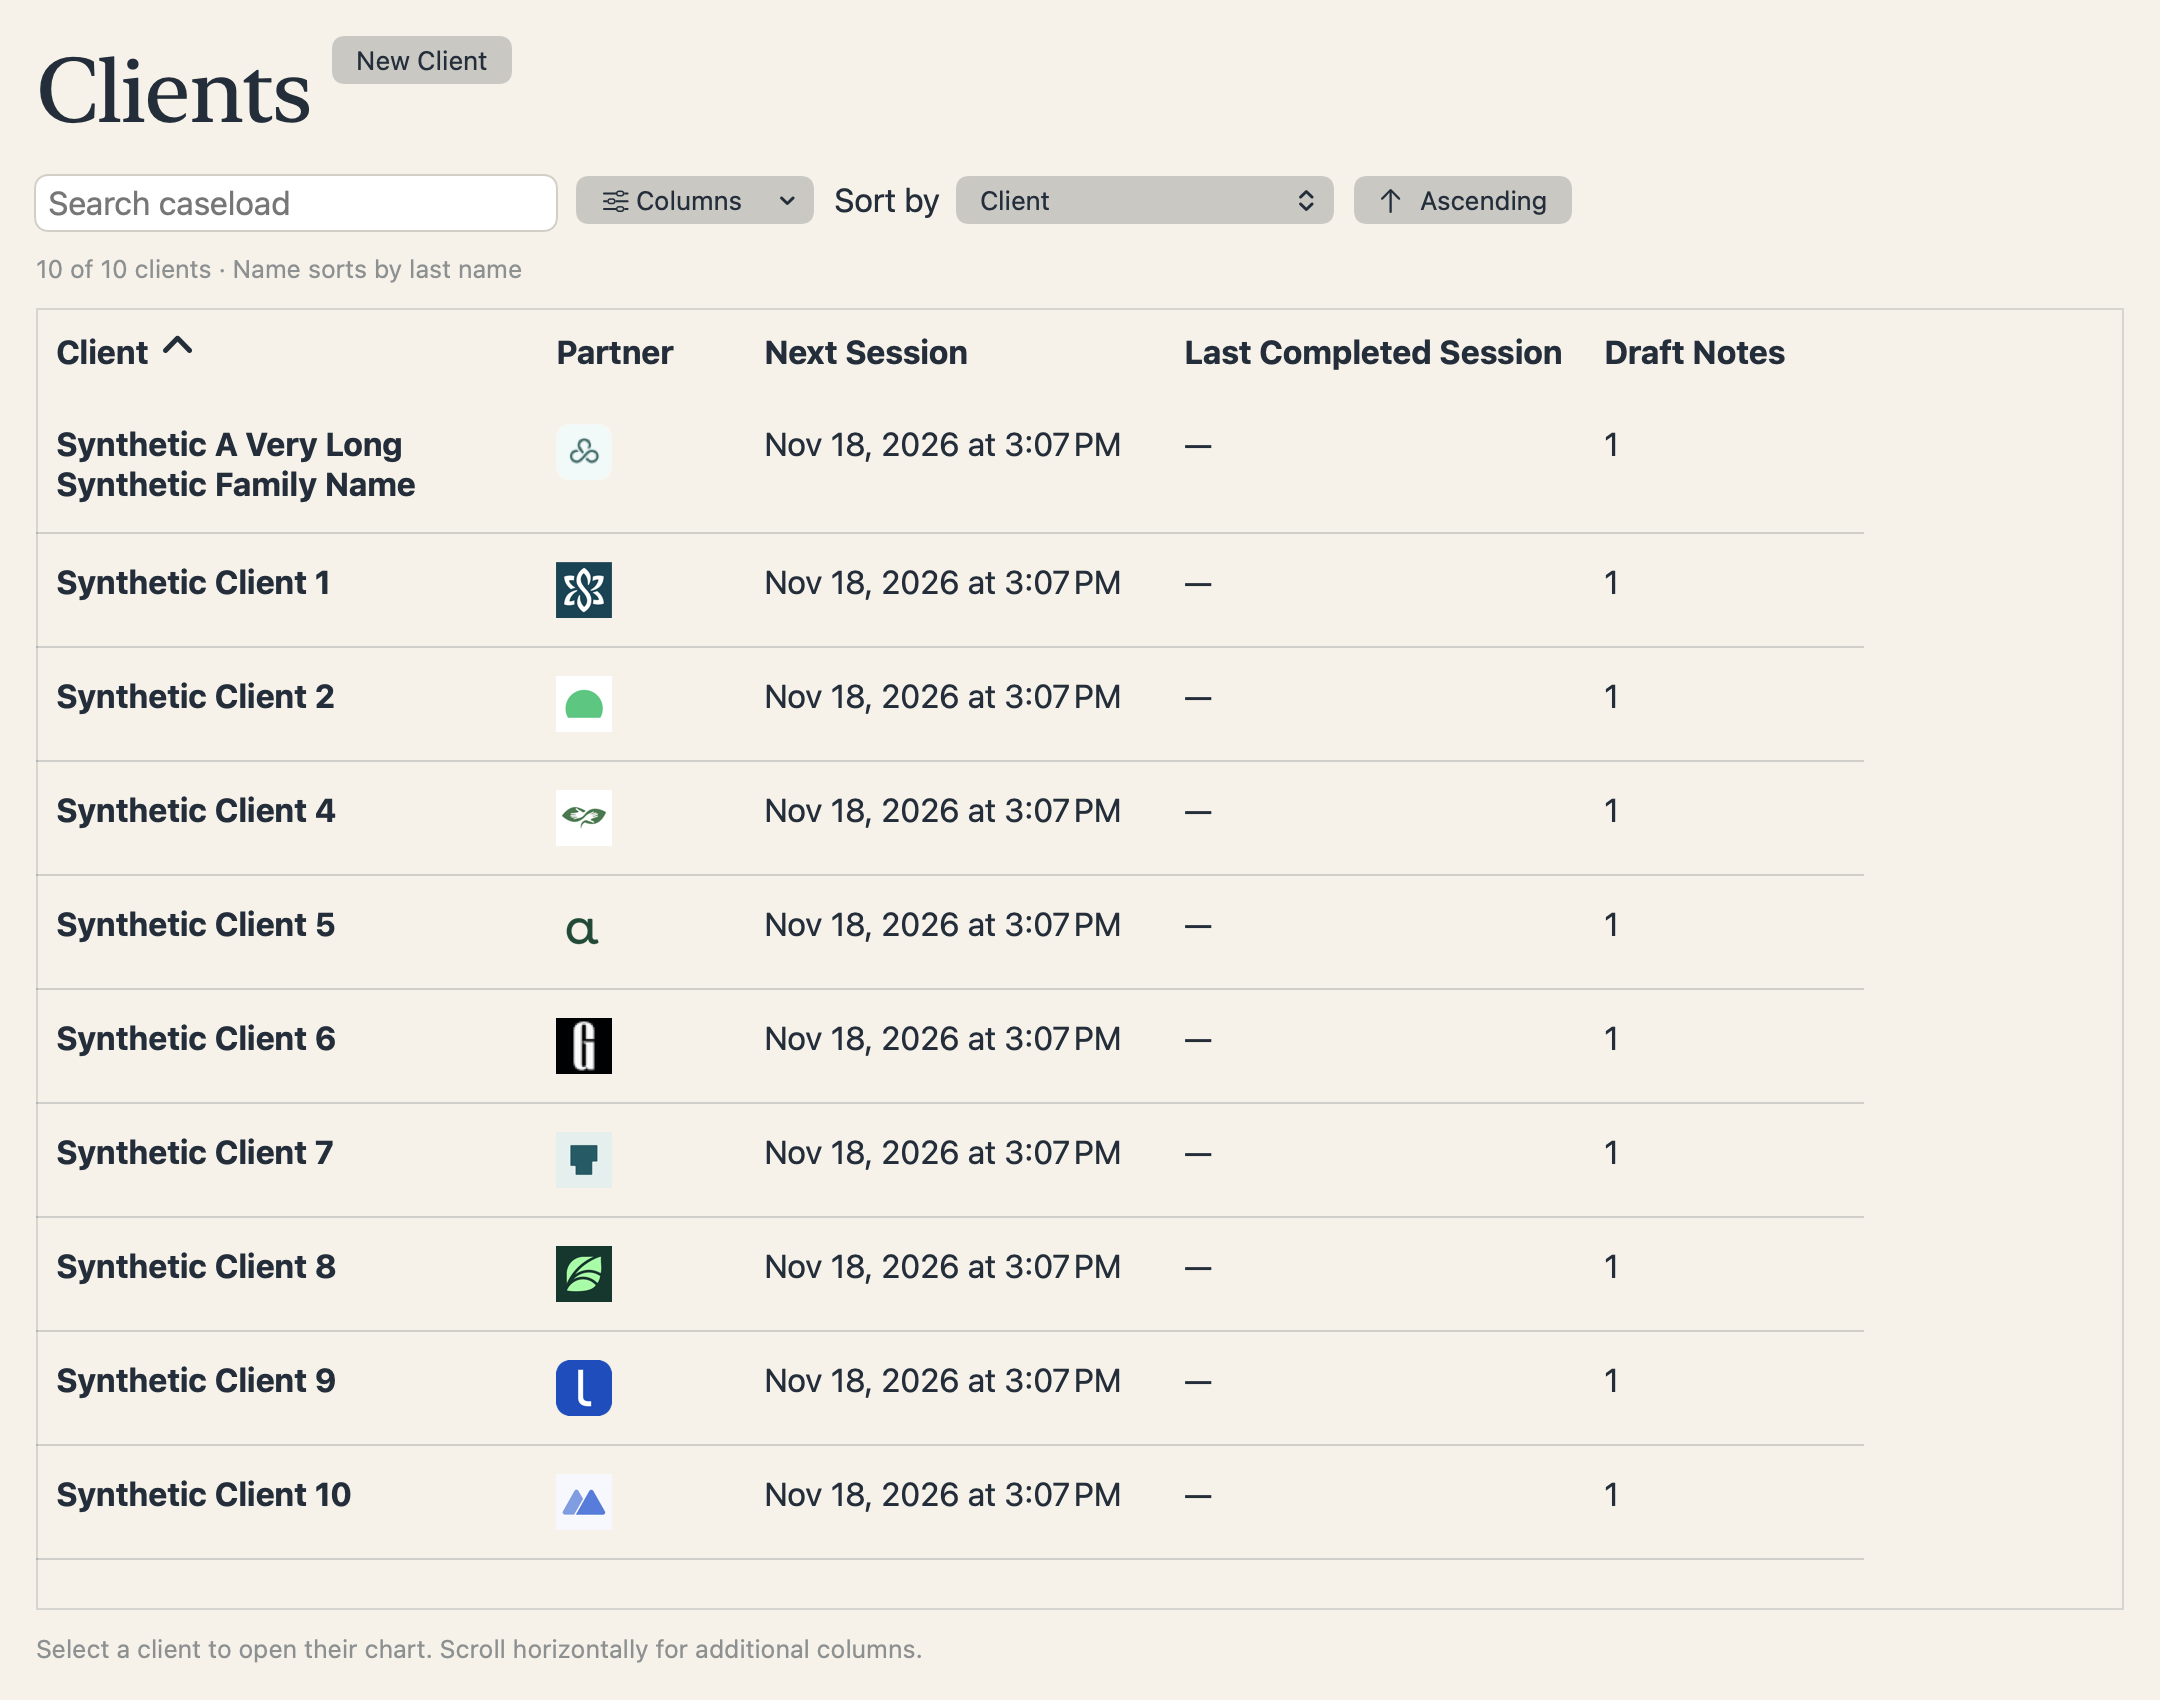 Clients
New Client
Search caseload
Columns
Sort by
Client
Ascending
10 of 10 clients · Name sorts by last name
Client Partner Next Session Last Completed Session Draft Notes
Synthetic A Very Long
Synthetic Family Name
Nov 18, 2026 at 3:07 PM — 1
Synthetic Client 1 Nov 18, 2026 at 3:07 PM — 1
Synthetic Client 2 Nov 18, 2026 at 3:07 PM — 1
Synthetic Client 4 Nov 18, 2026 at 3:07 PM — 1
Synthetic Client 5 a Nov 18, 2026 at 3:07 PM — 1
Synthetic Client 6 G Nov 18, 2026 at 3:07 PM — 1
Synthetic Client 7 Nov 18, 2026 at 3:07 PM — 1
Synthetic Client 8 Nov 18, 2026 at 3:07 PM — 1
Synthetic Client 9 l Nov 18, 2026 at 3:07 PM — 1
Synthetic Client 10 Nov 18, 2026 at 3:07 PM — 1
Select a client to open their chart. Scroll horizontally for additional columns.